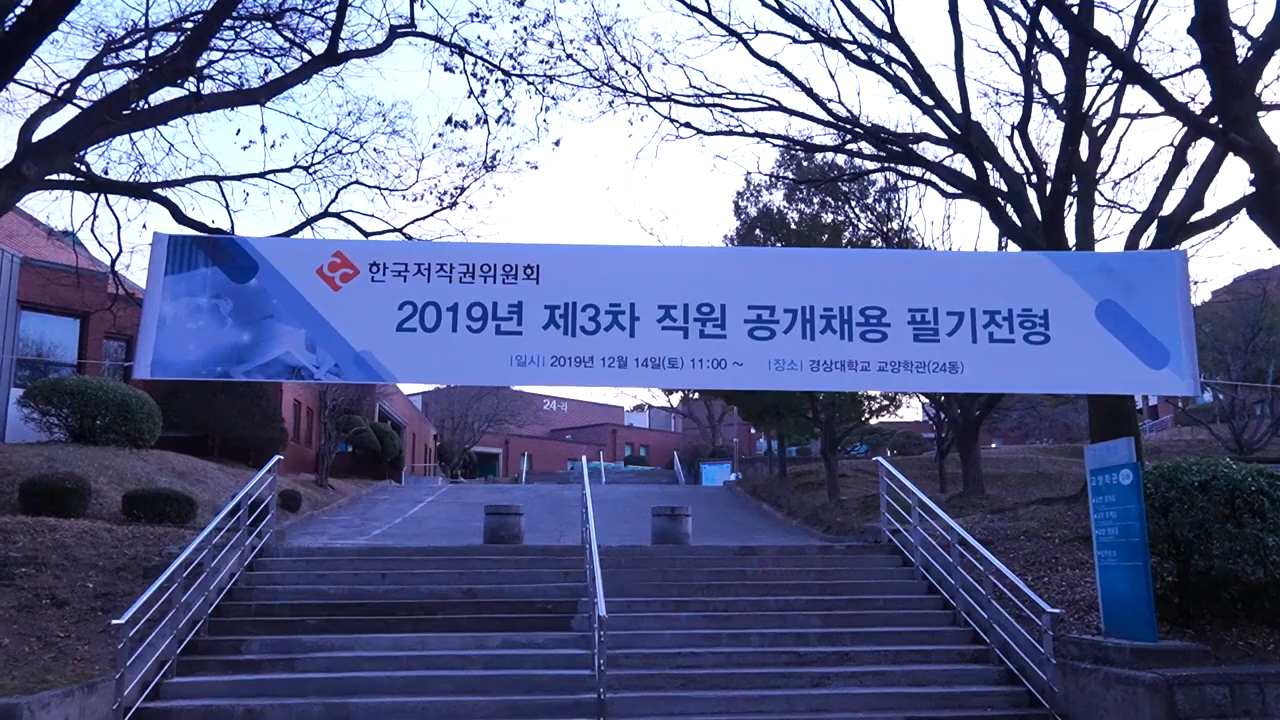 한국저작권위원회
2019년 제3차 직원 공개채용 필기전형
|일시| 2019년 12월 14일(토) 11:00 ~ |장소| 경상대학교 교양학관(24동)
24-2
교양학관